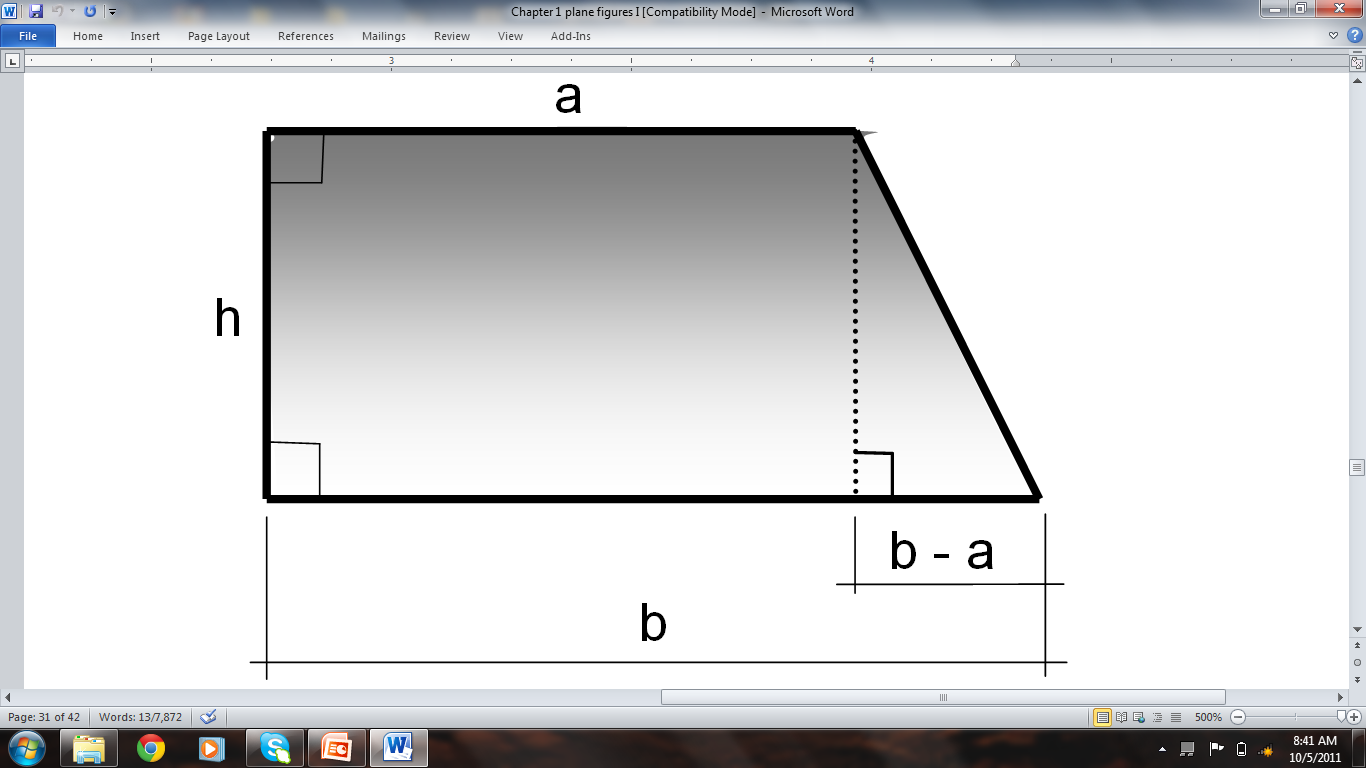 Chapter 1 plane figures I [Compatibility Mode] - Microsoft Word
File Home Insert Page Layout References Mailings Review View Add-Ins
3 4
a
h
b - a
b
Page: 31 of 42 Words: 13/7,872 500%
8:41 AM
10/5/2011